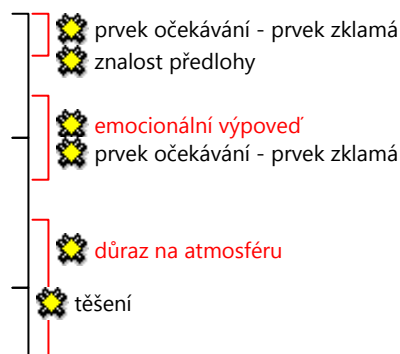 prvek očekávání - prvek zklamá
znalost předlohy
emocionální výpoveď
prvek očekávání - prvek zklamá
důraz na atmosféru
těšení